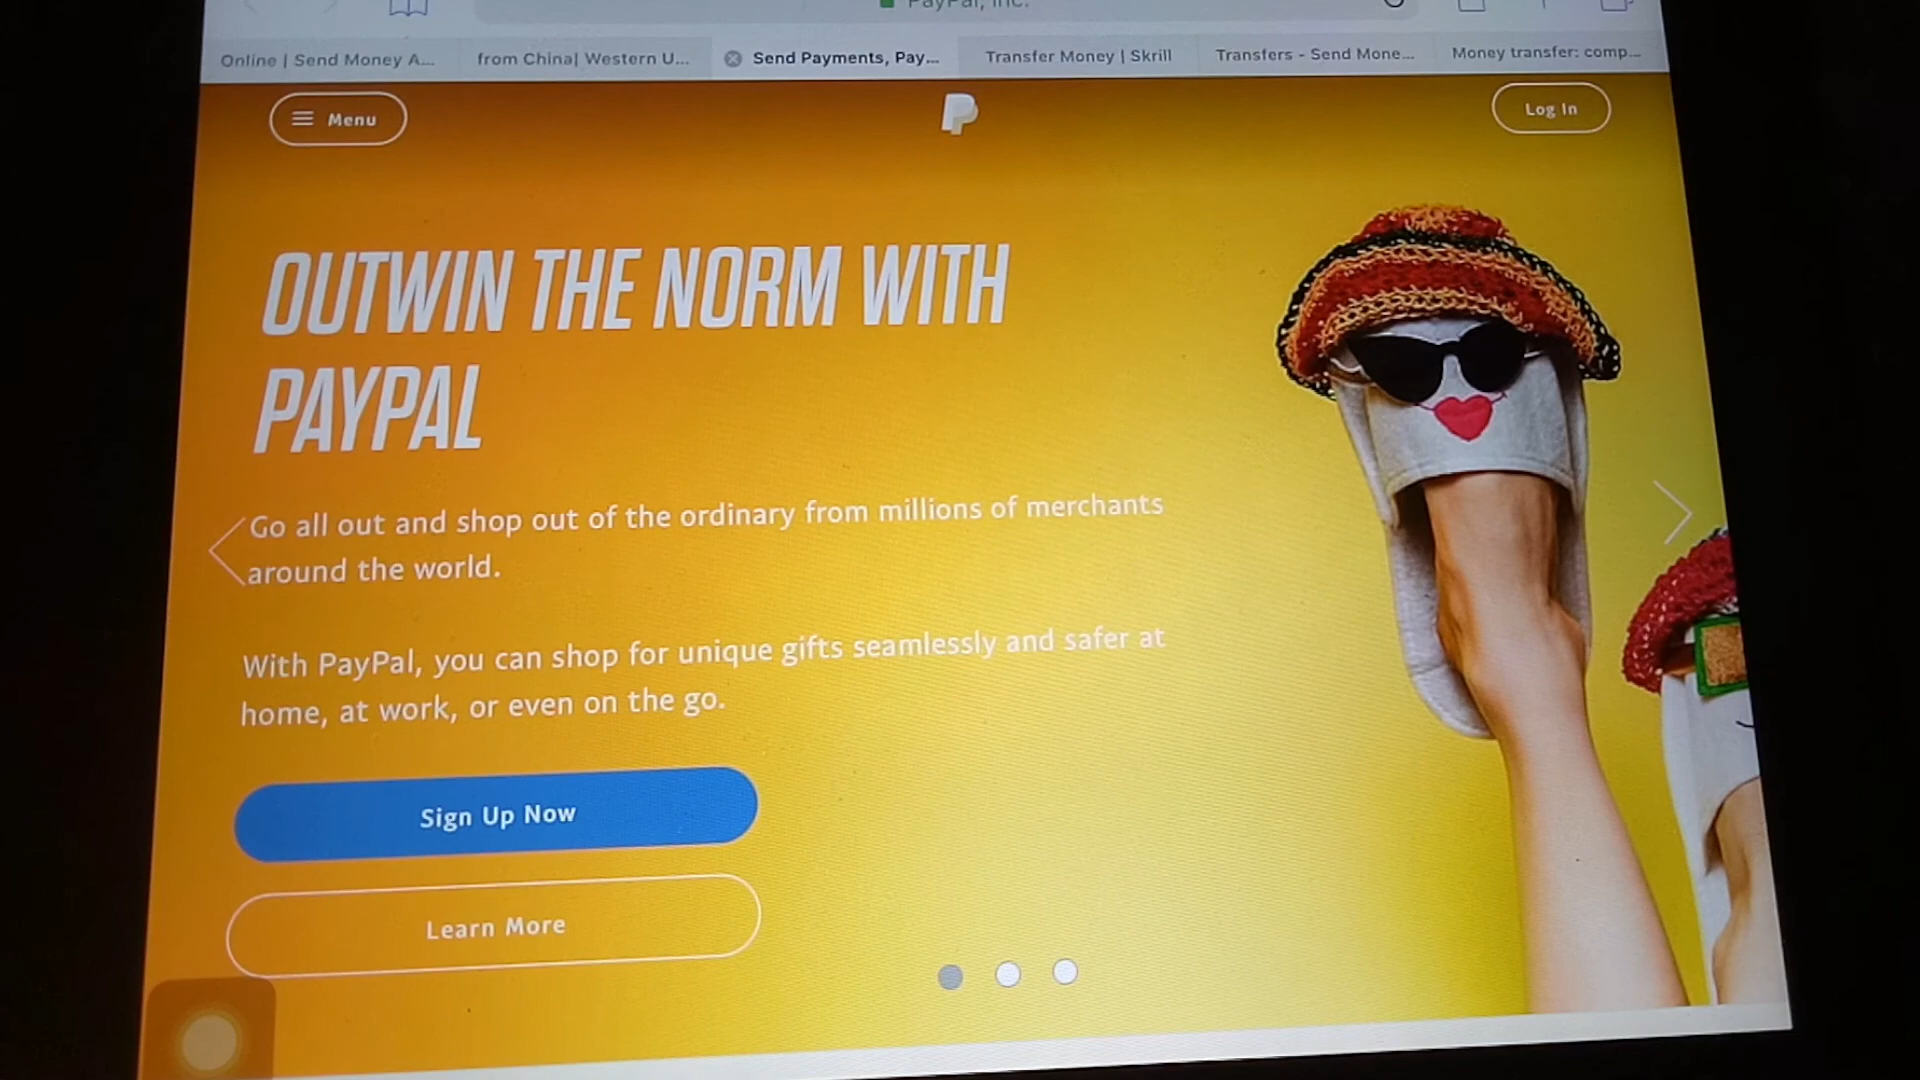 PayPal, Inc.
Online | Send Money A...
from China| Western U...
Send Payments, Pay...
Transfer Money | Skrill
Transfers - Send Mone...
Money transfer: comp...
Menu
Log In
OUTWIN THE NORM WITH
PAYPAL
Go all out and shop out of the ordinary from millions of merchants
around the world.
With PayPal, you can shop for unique gifts seamlessly and safer at
home, at work, or even on the go.
Sign Up Now
Learn More